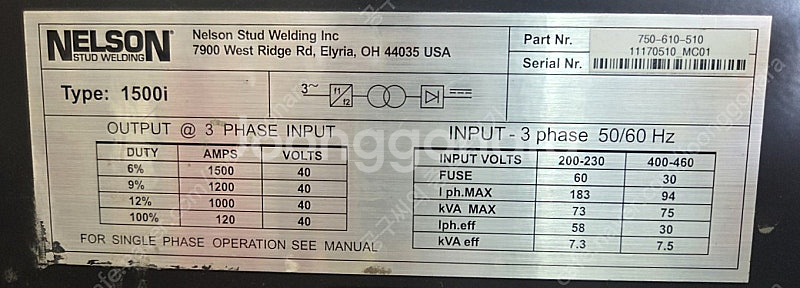 NELSON
STUD WELDING
Nelson Stud Welding Inc
7900 West Ridge Rd, Elyria, OH 44035 USA
Part Nr. 750-610-510
11170510 MC01
Serial Nr.
Type: 1500i
3~ f1 f2
OUTPUT @ 3 PHASE INPUT
DUTY AMPS VOLTS
6% 1500 40
9% 1200 40
12% 1000 40
100% 120 40
FOR SINGLE PHASE OPERATION SEE MANUAL
INPUT - 3 phase 50/60 Hz
INPUT VOLTS 200-230 400-460
FUSE 60 30
I ph.MAX 183 94
kVA MAX 73 75
Iph.eff 58 30
kVA eff 7.3 7.5